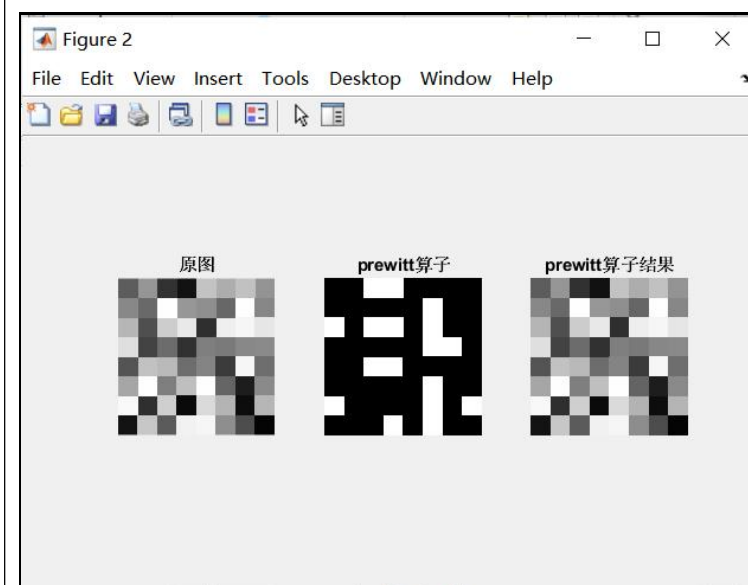 Figure 2
File Edit View Insert Tools Desktop Window Help
原图 prewitt算子 prewitt算子结果